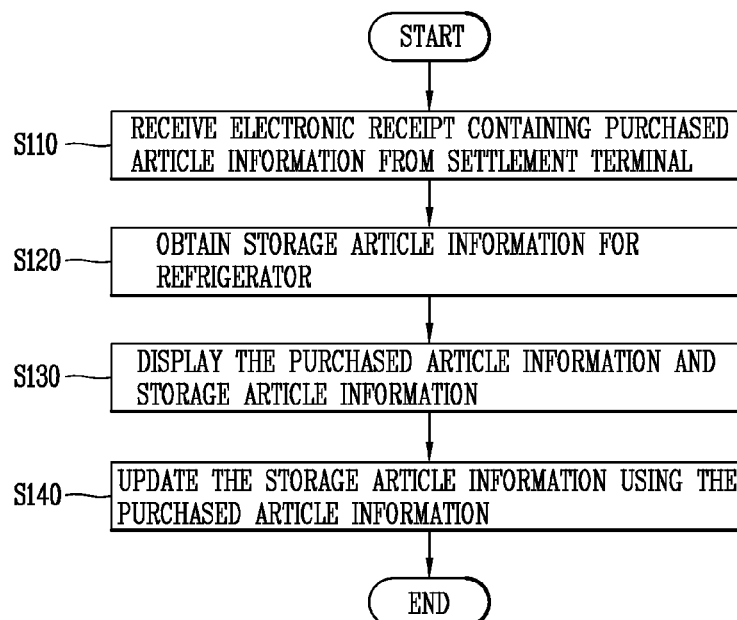 START
S110
RECEIVE ELECTRONIC RECEIPT CONTAINING PURCHASED
ARTICLE INFORMATION FROM SETTLEMENT TERMINAL
S120
OBTAIN STORAGE ARTICLE INFORMATION FOR
REFRIGERATOR
S130
DISPLAY THE PURCHASED ARTICLE INFORMATION AND
STORAGE ARTICLE INFORMATION
S140
UPDATE THE STORAGE ARTICLE INFORMATION USING THE
PURCHASED ARTICLE INFORMATION
END